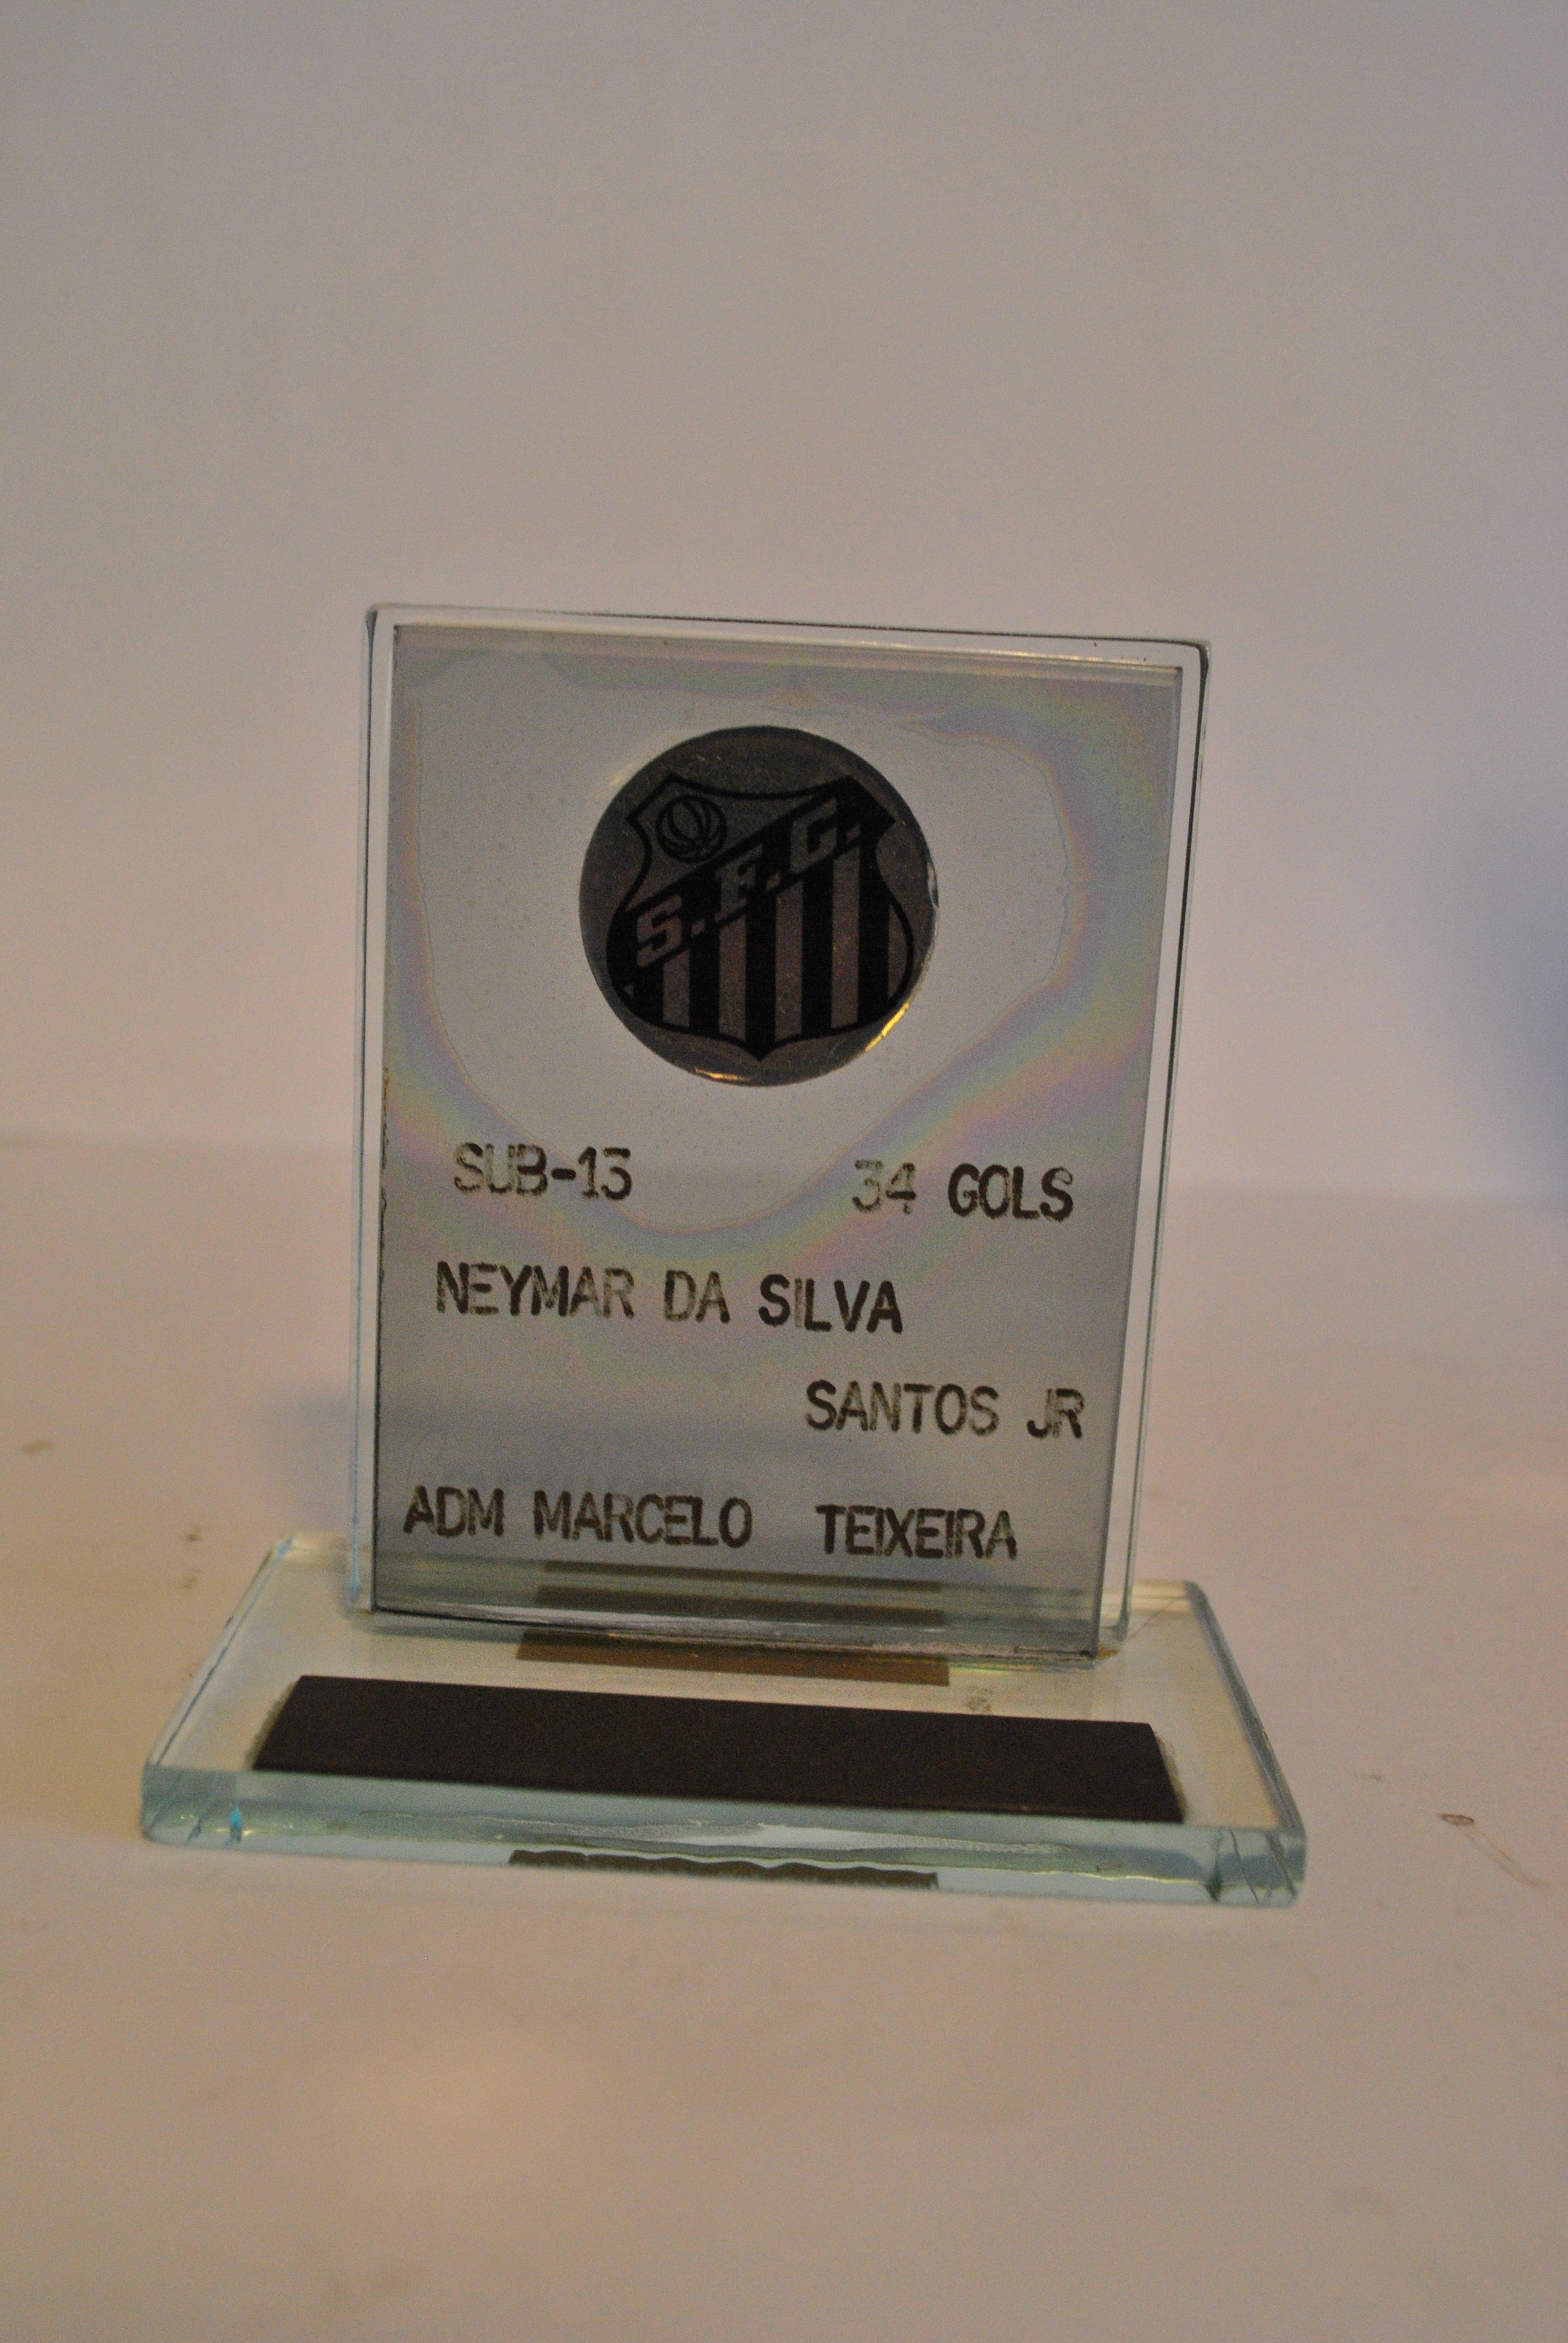 S.F.C.
SUB-13 34 GOLS
NEYMAR DA SILVA
SANTOS JR
ADM MARCELO TEIXEIRA